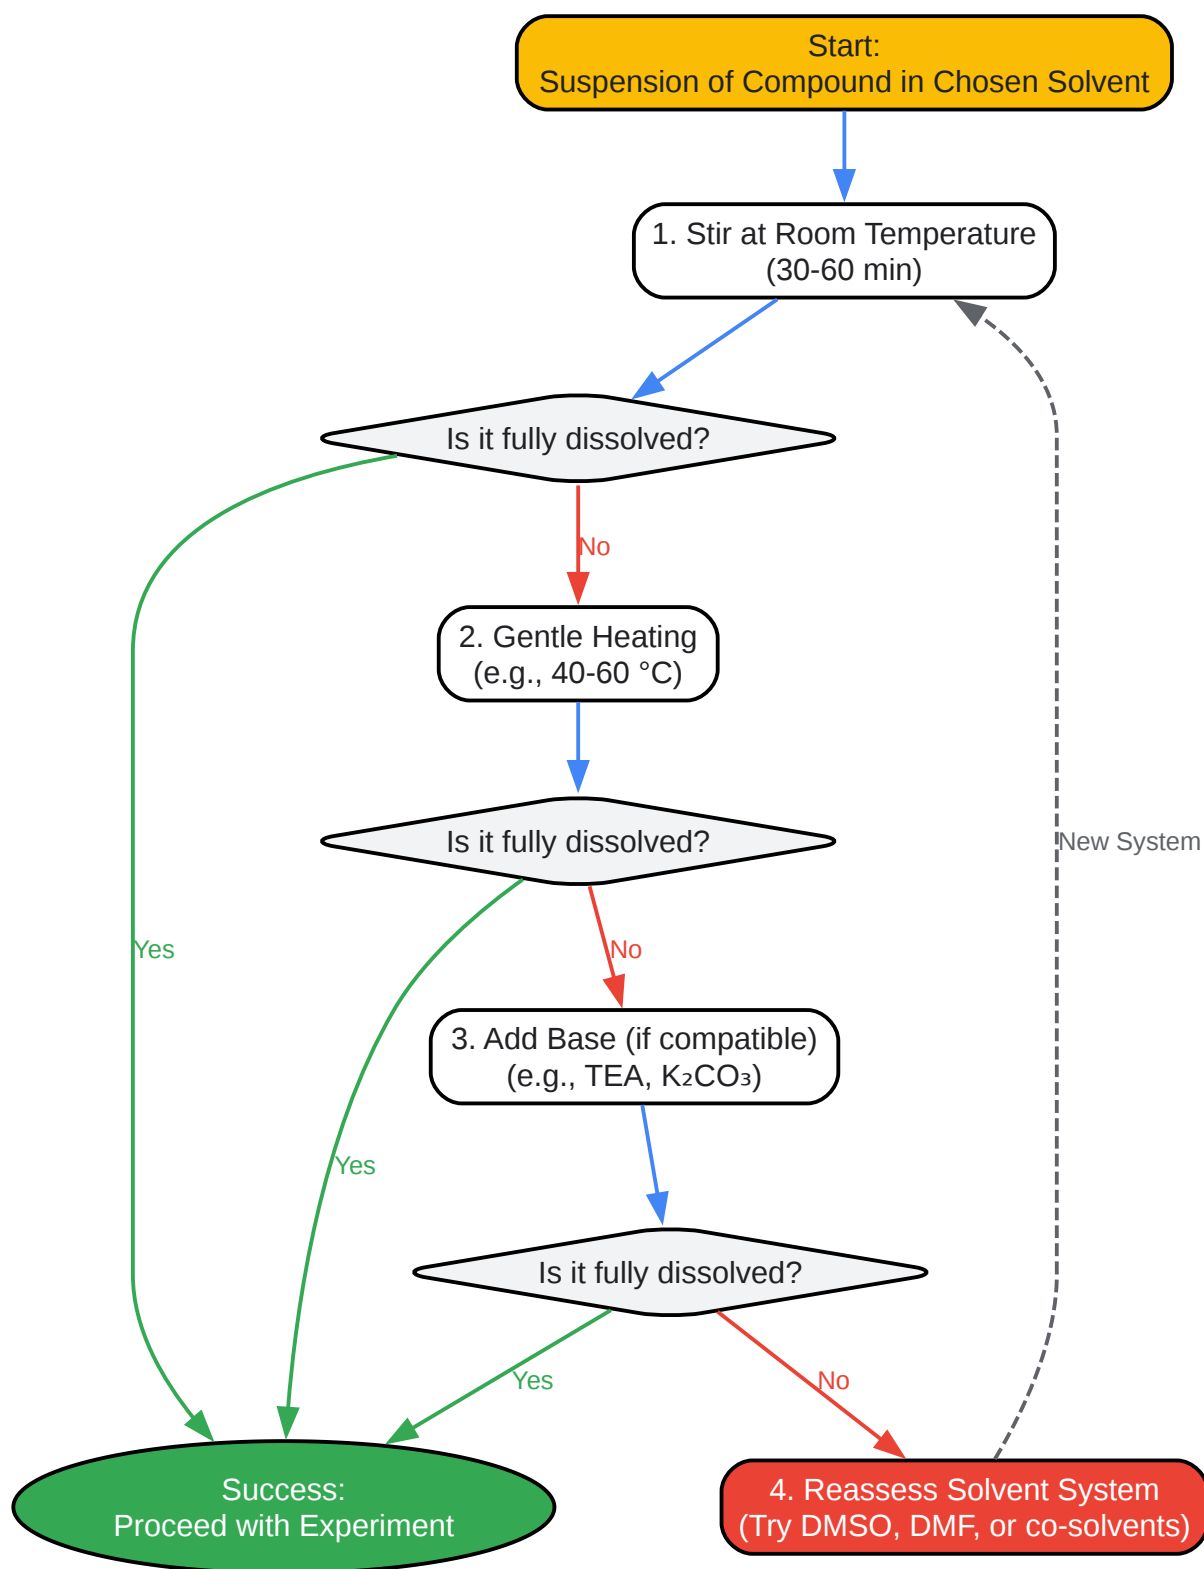 Start:
Suspension of Compound in Chosen Solvent
1. Stir at Room Temperature
(30-60 min)
Is it fully dissolved?
No
2. Gentle Heating
(e.g., 40-60 °C)
Is it fully dissolved?
New System
Yes
No
3. Add Base (if compatible)
(e.g., TEA, K₂CO₃)
Yes
Is it fully dissolved?
Yes
No
Success:
Proceed with Experiment
4. Reassess Solvent System
(Try DMSO, DMF, or co-solvents)